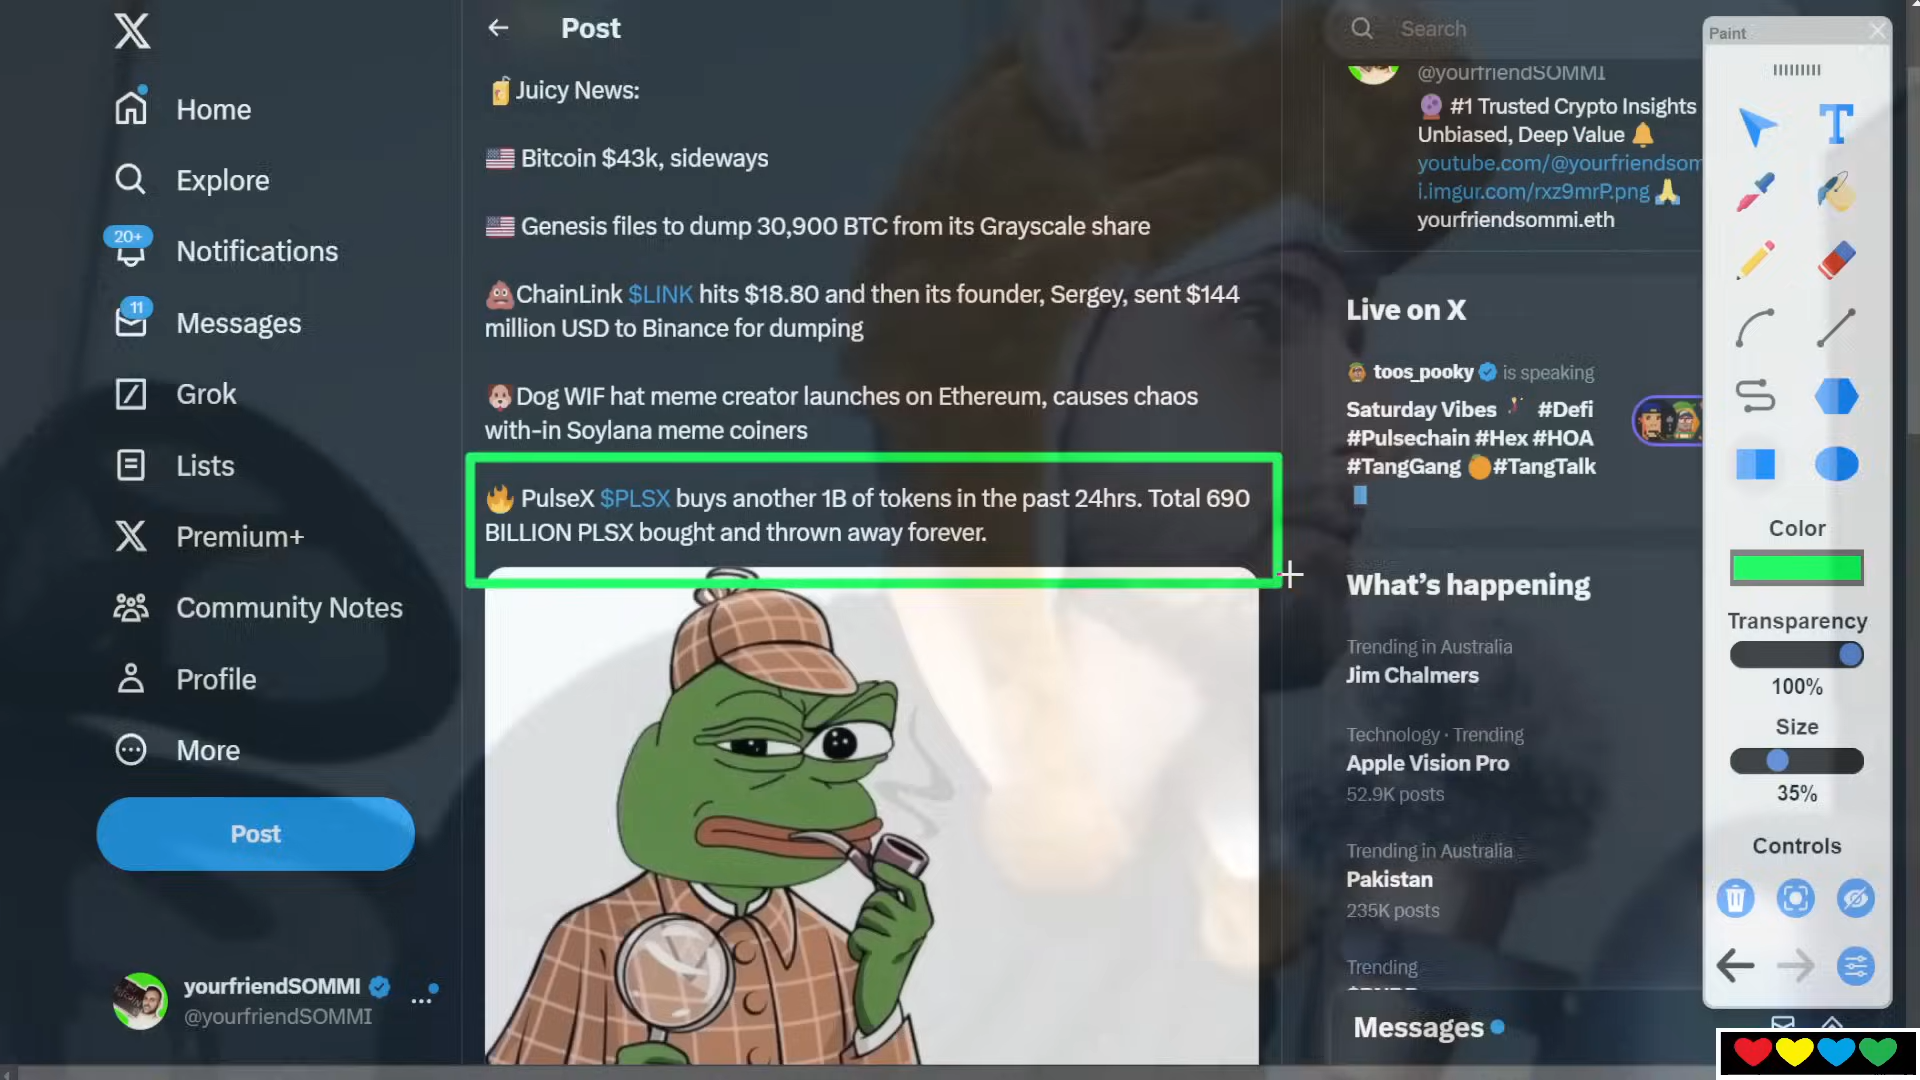 Home
Explore
20+
Notifications
11
Messages
Grok
Lists
Premium+
Community Notes
Profile
More
Post
yourfriendSOMMI
@yourfriendSOMMI
Post
Juicy News:
Bitcoin $43k, sideways
Genesis files to dump 30,900 BTC from its Grayscale share
ChainLink $LINK hits $18.80 and then its founder, Sergey, sent $144
million USD to Binance for dumping
Dog WIF hat meme creator launches on Ethereum, causes chaos
with-in Soylana meme coiners
PulseX $PLSX buys another 1B of tokens in the past 24hrs. Total 690
BILLION PLSX bought and thrown away forever.
Search
@yourfriendSOMMI
#1 Trusted Crypto Insights
Unbiased, Deep Value
youtube.com/@yourfriendsom
i.imgur.com/rxz9mrP.png
yourfriendsommi.eth
Live on X
toos_pooky is speaking
Saturday Vibes #Defi
#Pulsechain #Hex #HOA
#TangGang #TangTalk
What's happening
Trending in Australia
Jim Chalmers
Technology · Trending
Apple Vision Pro
52.9K posts
Trending in Australia
Pakistan
235K posts
Trending
Messages
Paint
T
Color
Transparency
100%
Size
35%
Controls